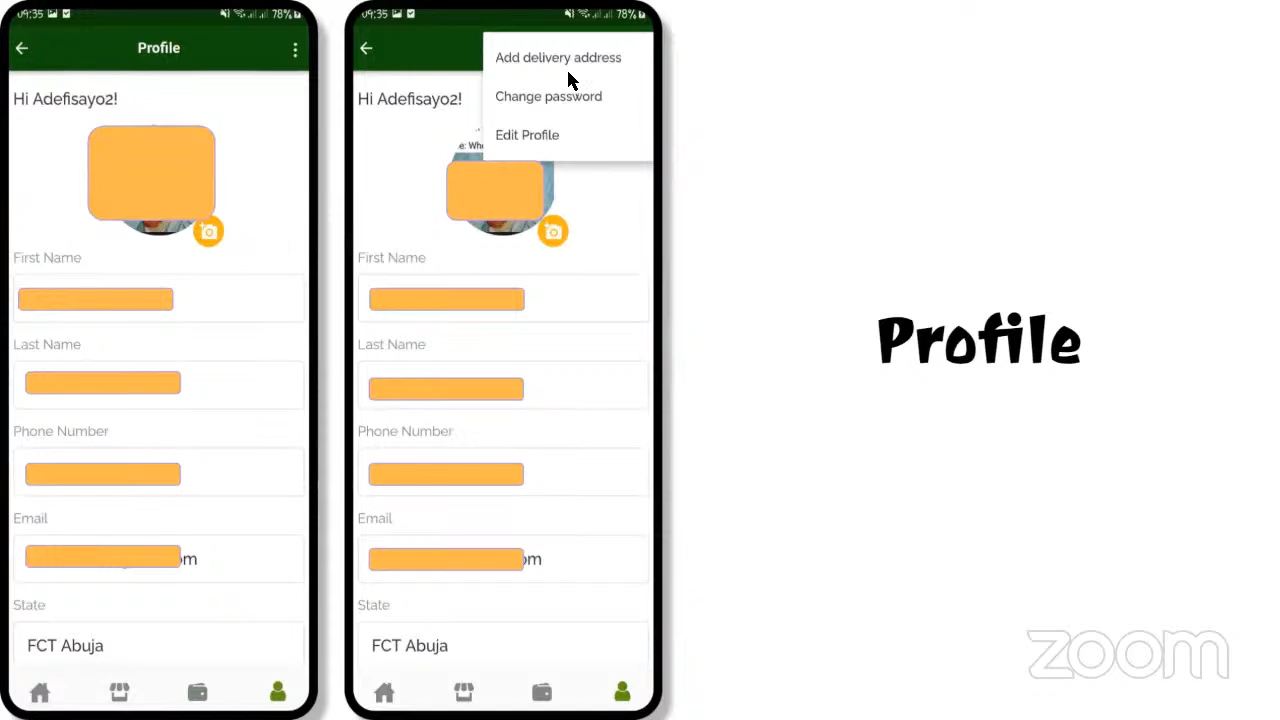 09:35
78%
Profile
Hi Adefisayo2!
First Name
Last Name
Phone Number
Email
om
State
FCT Abuja
09:35
78%
Add delivery address
Change password
Edit Profile
Hi Adefisayo2!
First Name
Last Name
Phone Number
Email
om
State
FCT Abuja
Profile
zoom